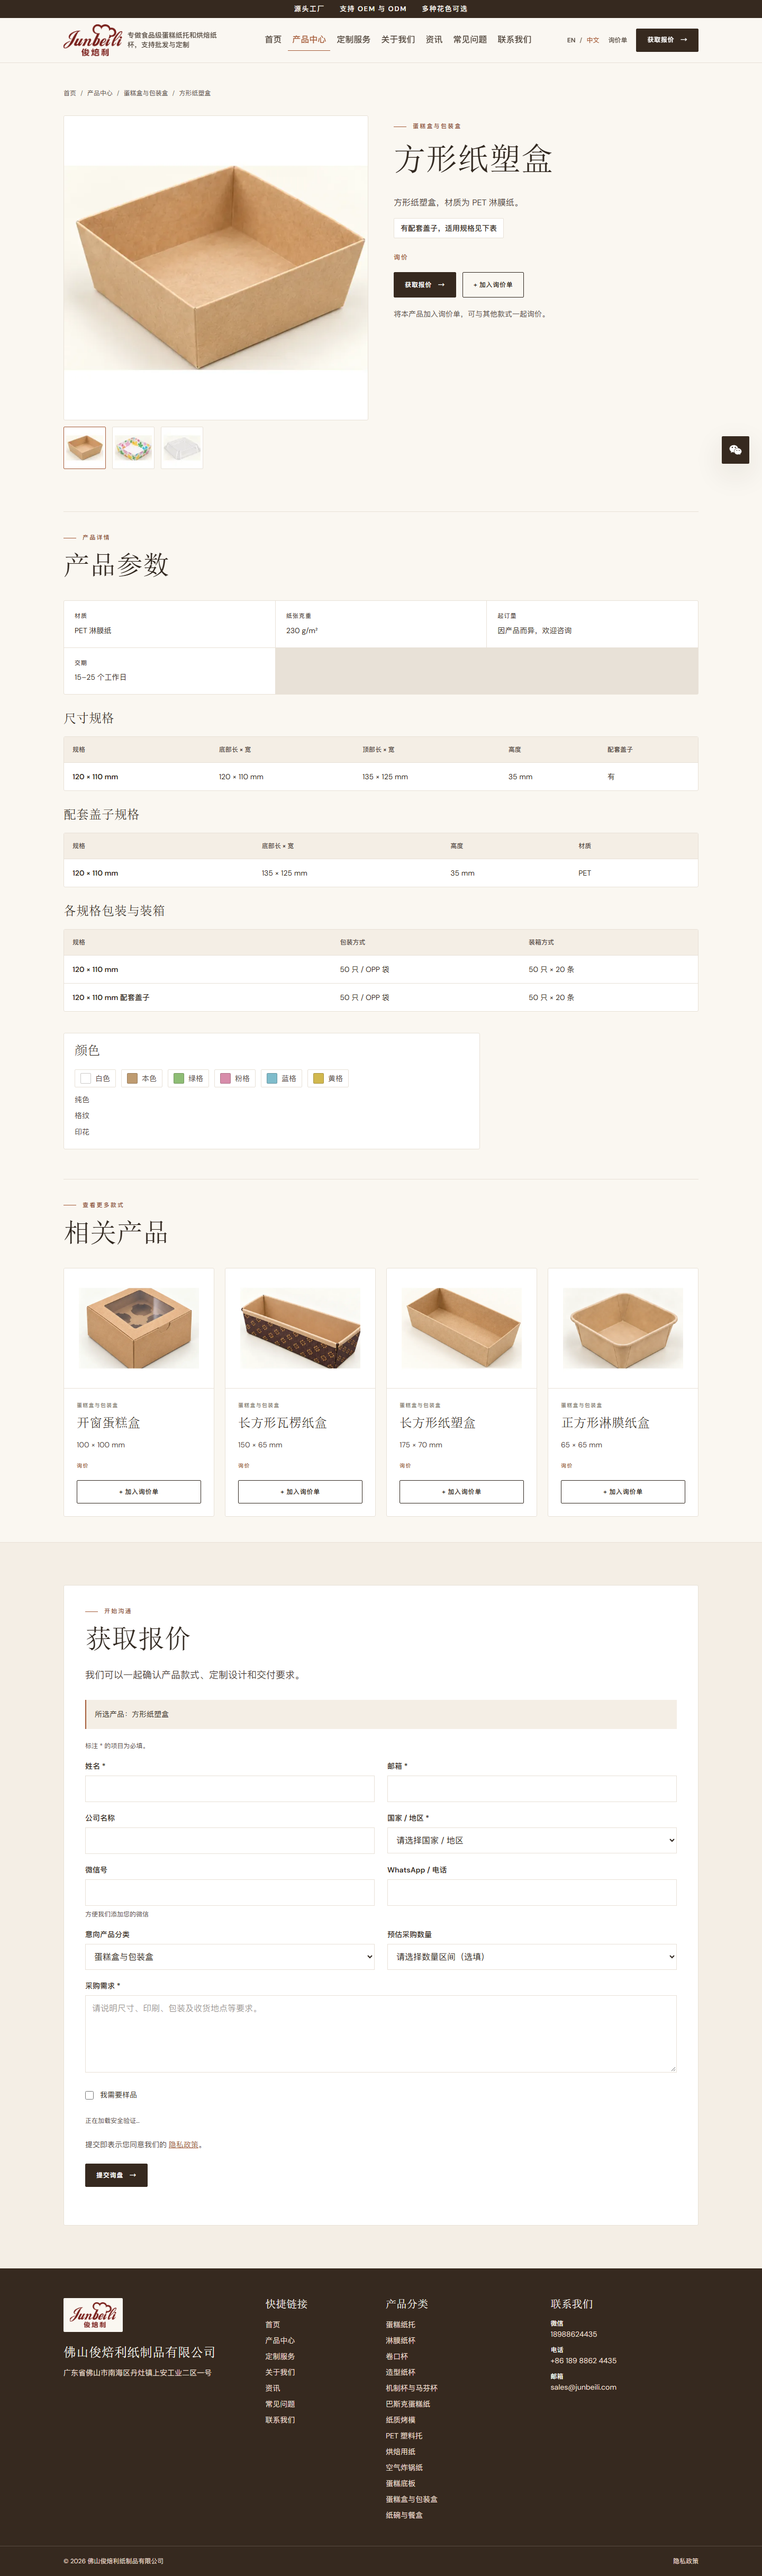 源头工厂 支持 OEM 与 ODM 多种花色可选
Junbeili
俊焙利
专做食品级蛋糕纸托和烘焙纸
杯，支持批发与定制
首页 产品中心 定制服务 关于我们 资讯 常见问题 联系我们
EN / 中文 询价单 获取报价 →
首页 / 产品中心 / 蛋糕盒与包装盒 / 方形纸塑盒
蛋糕盒与包装盒
方形纸塑盒
方形纸塑盒，材质为 PET 淋膜纸。
有配套盖子，适用规格见下表
询价
获取报价 →
+ 加入询价单
将本产品加入询价单，可与其他款式一起询价。
产品详情
产品参数
材质
PET 淋膜纸
纸张克重
230 g/m²
起订量
因产品而异，欢迎咨询
交期
15–25 个工作日
尺寸规格
规格 底部长 × 宽 顶部长 × 宽 高度 配套盖子
120 × 110 mm 120 × 110 mm 135 × 125 mm 35 mm 有
配套盖子规格
规格 底部长 × 宽 高度 材质
120 × 110 mm 135 × 125 mm 35 mm PET
各规格包装与装箱
规格 包装方式 装箱方式
120 × 110 mm 50 只 / OPP 袋 50 只 × 20 条
120 × 110 mm 配套盖子 50 只 / OPP 袋 50 只 × 20 条
颜色
白色 本色 绿格 粉格 蓝格 黄格
纯色
格纹
印花
查看更多款式
相关产品
蛋糕盒与包装盒
开窗蛋糕盒
100 × 100 mm
询价
+ 加入询价单
蛋糕盒与包装盒
长方形瓦楞纸盒
150 × 65 mm
询价
+ 加入询价单
蛋糕盒与包装盒
长方形纸塑盒
175 × 70 mm
询价
+ 加入询价单
蛋糕盒与包装盒
正方形淋膜纸盒
65 × 65 mm
询价
+ 加入询价单
开始沟通
获取报价
我们可以一起确认产品款式、定制设计和交付要求。
所选产品：方形纸塑盒
标注 * 的项目为必填。
姓名 * 邮箱 *
公司名称 国家 / 地区 *
请选择国家 / 地区
微信号 WhatsApp / 电话
方便我们添加您的微信
意向产品分类 预估采购数量
蛋糕盒与包装盒 请选择数量区间（选填）
采购需求 *
请说明尺寸、印刷、包装及收货地点等要求。
我需要样品
正在加载安全验证…
提交即表示您同意我们的 隐私政策。
提交询盘 →
Junbeili
俊焙利
佛山俊焙利纸制品有限公司
广东省佛山市南海区丹灶镇上安工业二区一号
快捷链接
首页
产品中心
定制服务
关于我们
资讯
常见问题
联系我们
产品分类
蛋糕纸托
淋膜纸杯
卷口杯
造型纸杯
机制杯与马芬杯
巴斯克蛋糕纸
纸质烤模
PET 塑料托
烘焙用纸
空气炸锅纸
蛋糕底板
蛋糕盒与包装盒
纸碗与餐盒
联系我们
微信
18988624435
电话
+86 189 8862 4435
邮箱
sales@junbeili.com
© 2026 佛山俊焙利纸制品有限公司
隐私政策